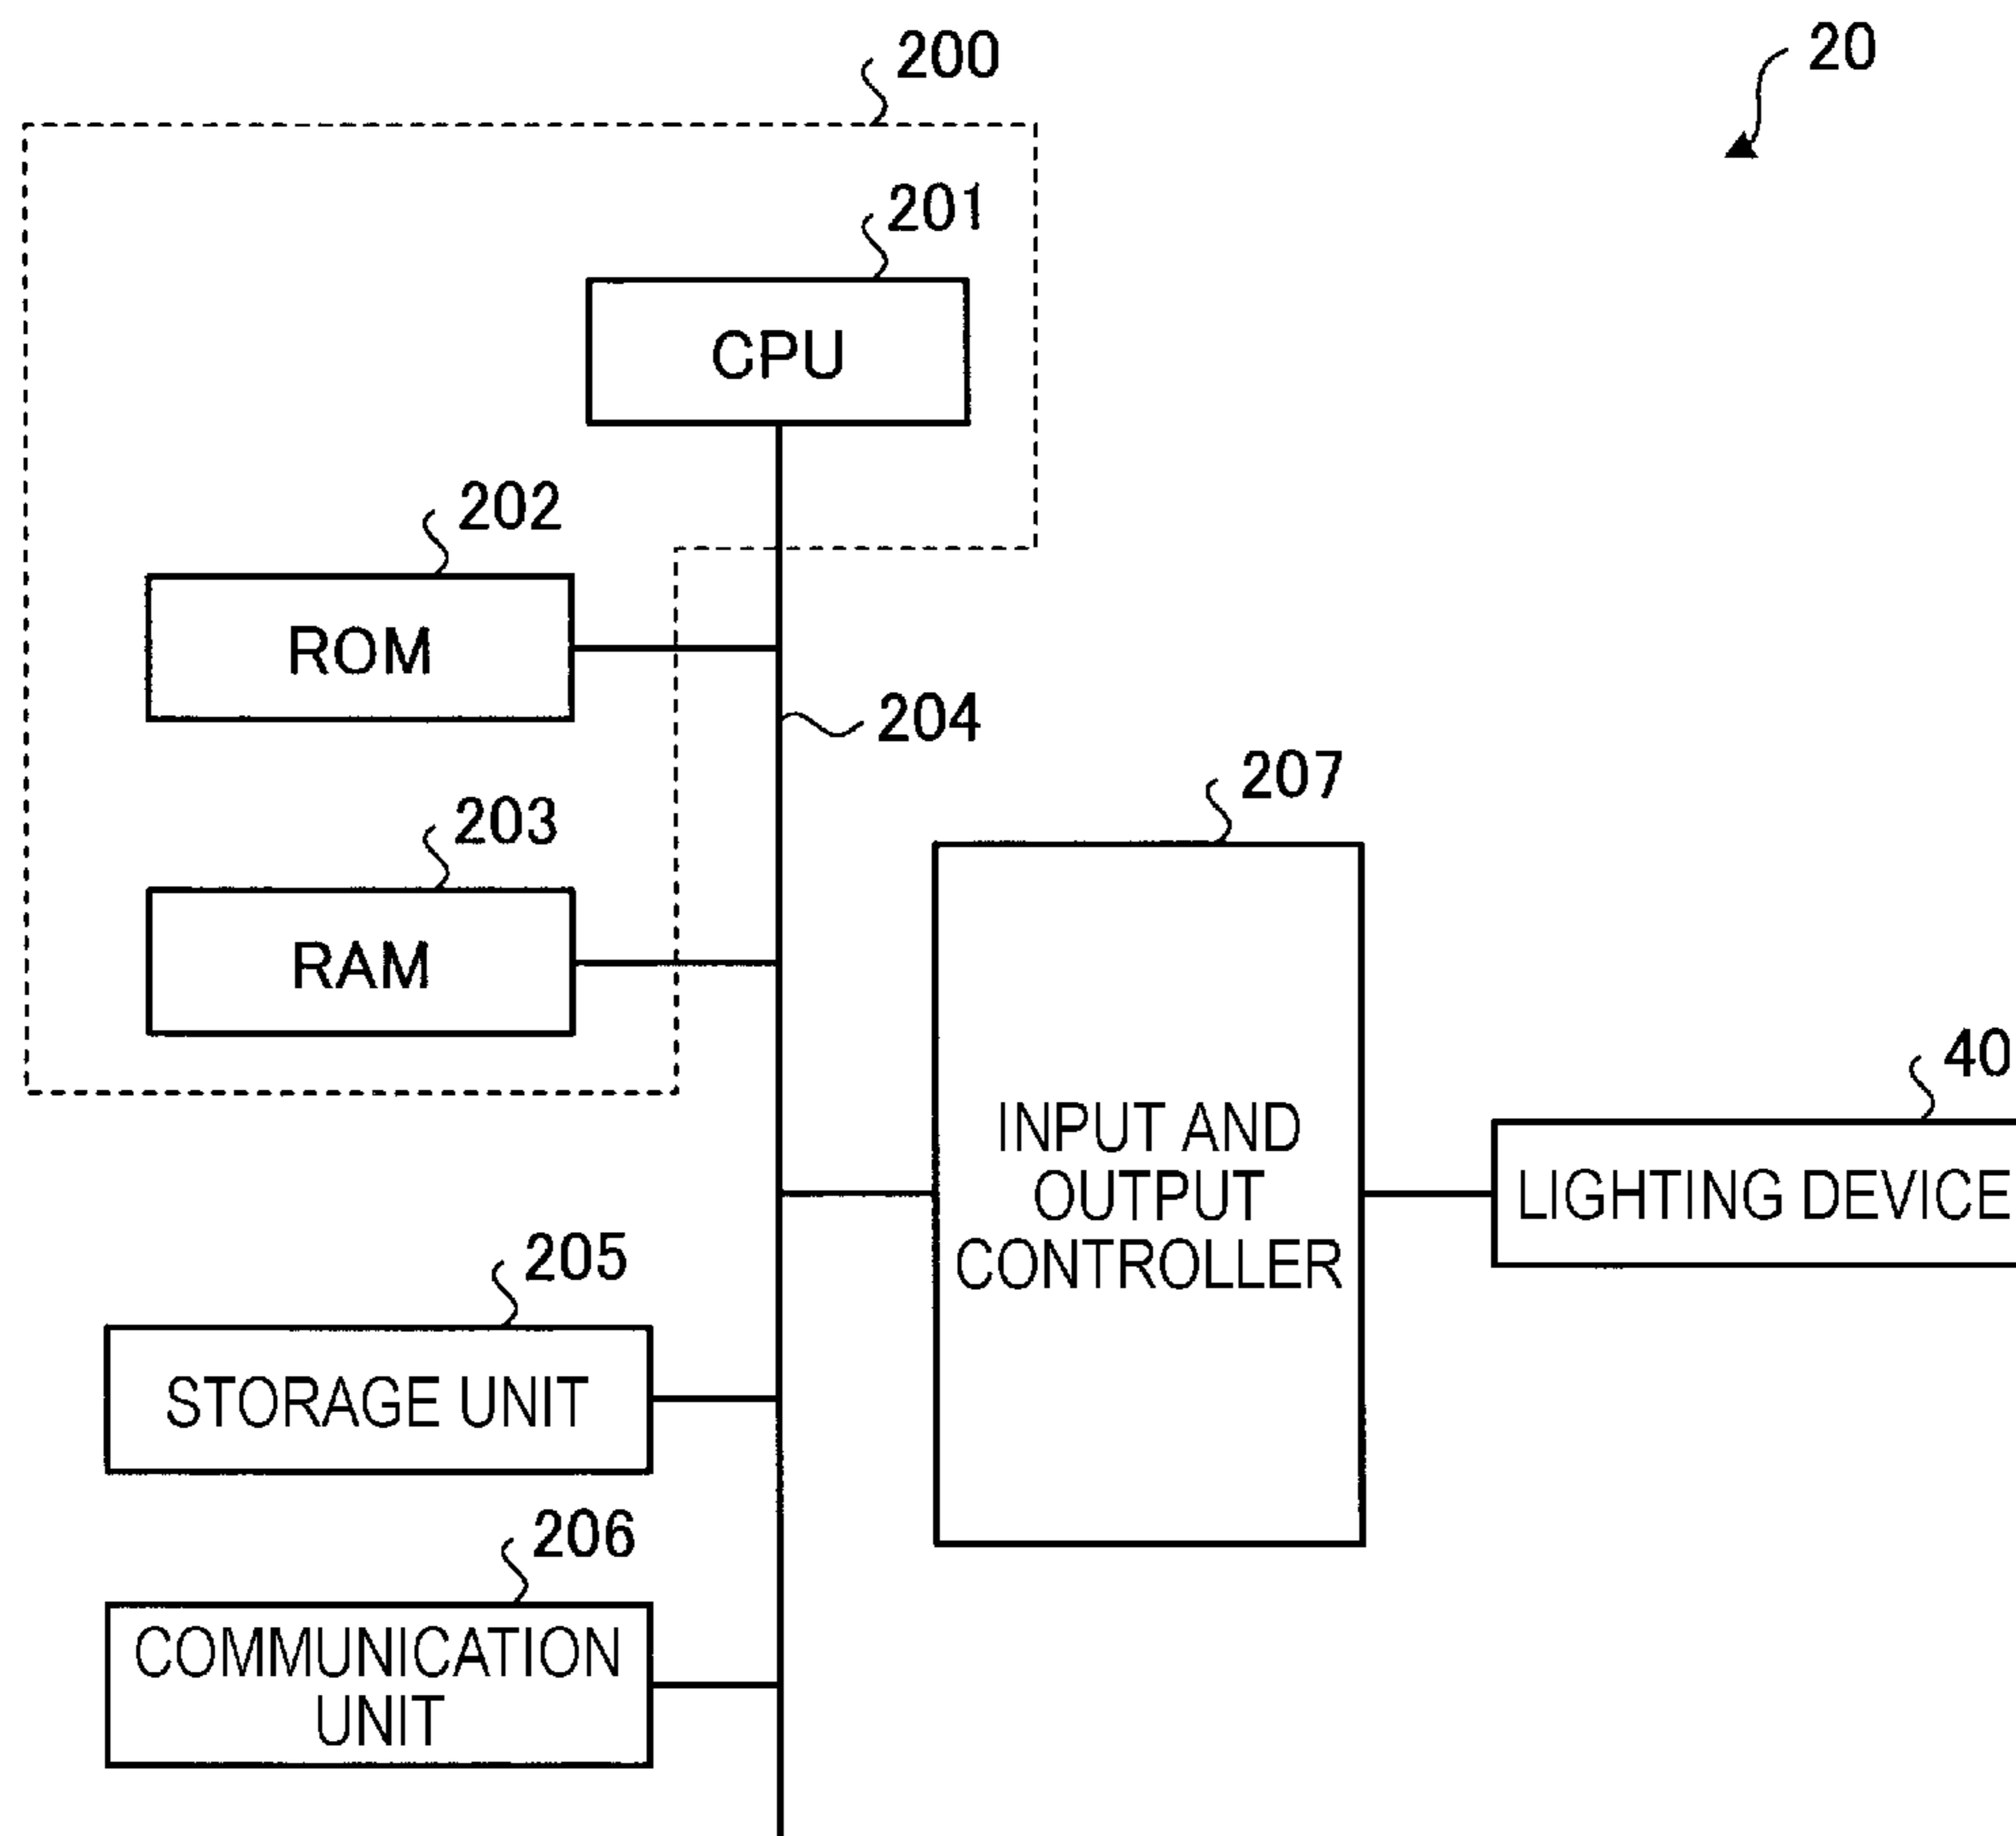 200
20
201
CPU
202
ROM
204
207
203
RAM
40
INPUT AND
OUTPUT
CONTROLLER
LIGHTING DEVICE
205
STORAGE UNIT
206
COMMUNICATION
UNIT